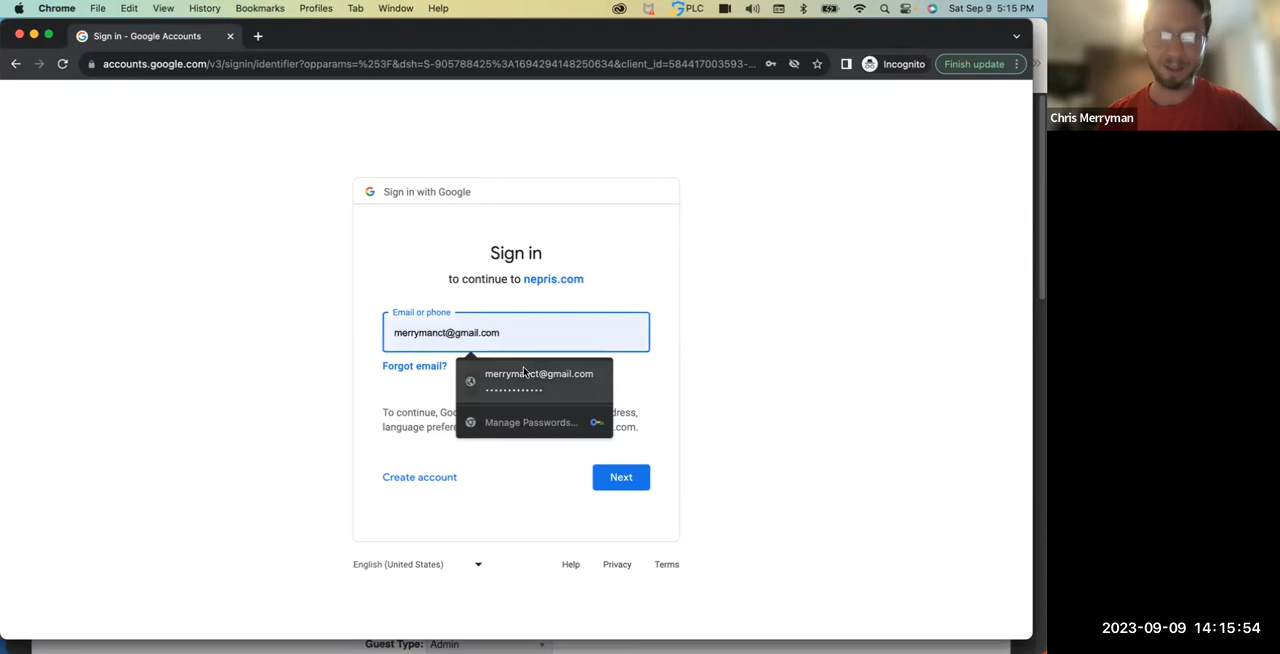 Chrome File Edit View History Bookmarks Profiles Tab Window Help PLC Sat Sep 9 5:15 PM
Sign in - Google Accounts
accounts.google.com/v3/signin/identifier?opparams=%253F&dsh=S-905788425%3A1694294148250634&client_id=584417003593-... Incognito Finish update
Chris Merryman
Sign in with Google
Sign in
to continue to nepris.com
Email or phone
merrymanct@gmail.com
Forgot email?
merrymanct@gmail.com
.............
Manage Passwords...
To continue, Goo dress,
language prefere .com.
Create account Next
English (United States) Help Privacy Terms
Guest Type: Admin
2023-09-09 14:15:54